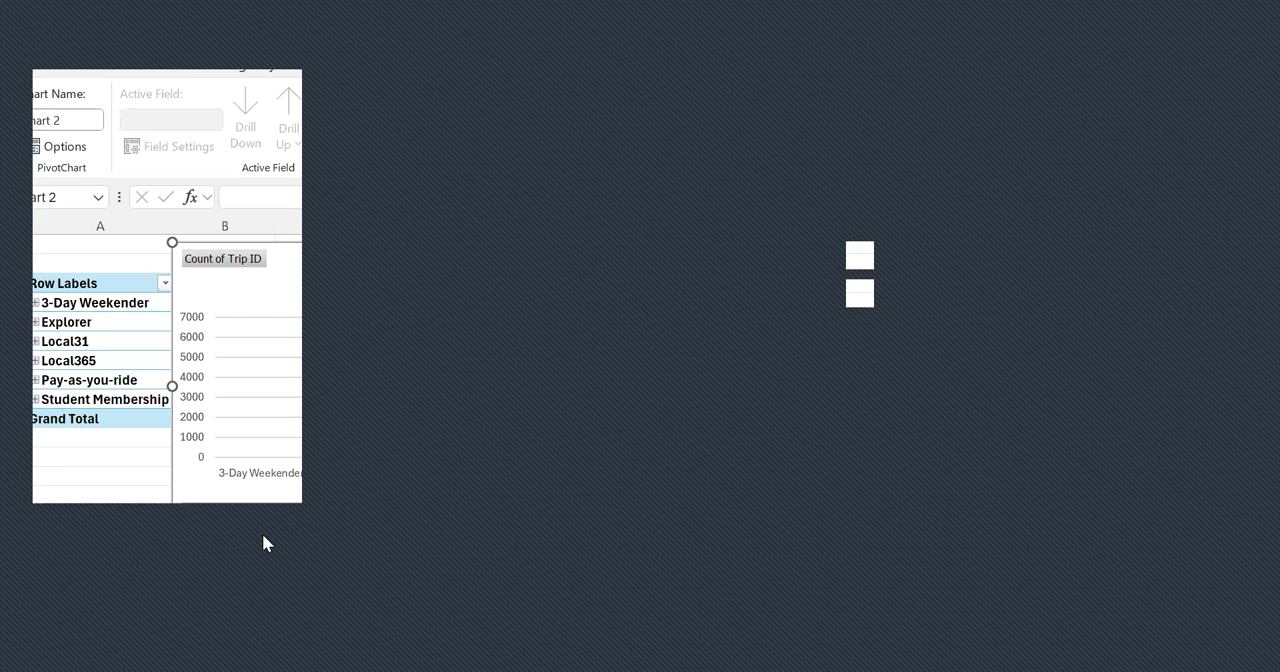 art Name:
Active Field:
art 2
Drill
Down
Drill
Up
Options
Field Settings
PivotChart
Active Field
art 2
fx
A
B
Count of Trip ID
Row Labels
3-Day Weekender
Explorer
Local31
Local365
Pay-as-you-ride
Student Membership
Grand Total
7000
6000
5000
4000
3000
2000
1000
0
3-Day Weekender